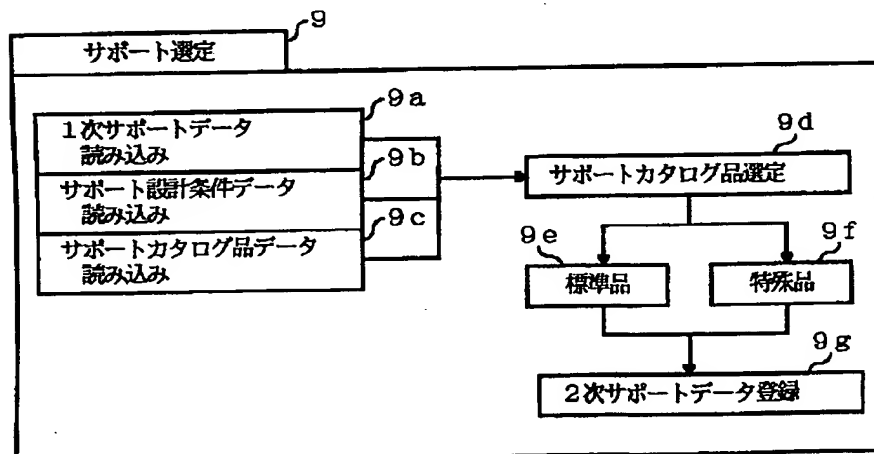 9
サポート選定
9a
1次サポートデータ
読み込み
9b
サポート設計条件データ
読み込み
9c
サポートカタログ品データ
読み込み
9d
サポートカタログ品選定
9e
標準品
9f
特殊品
9g
2次サポートデータ登録